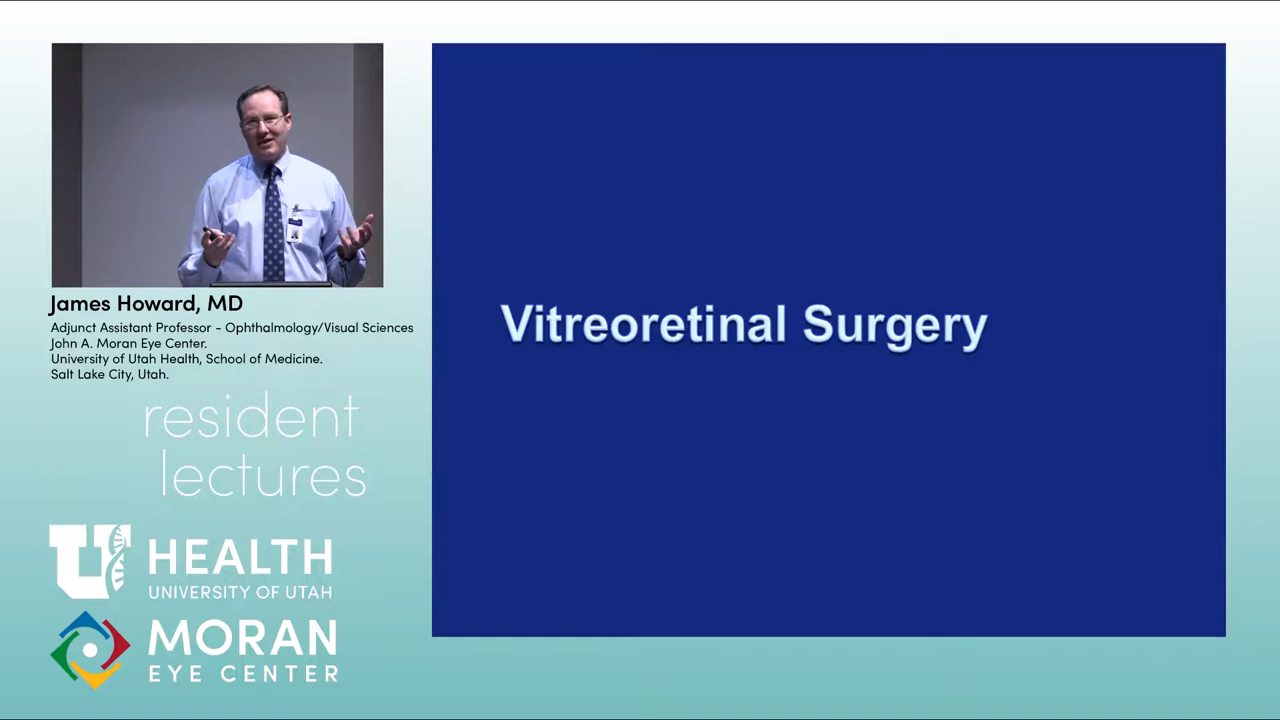 James Howard, MD
Adjunct Assistant Professor - Ophthalmology/Visual Sciences
John A. Moran Eye Center.
University of Utah Health, School of Medicine.
Salt Lake City, Utah.
resident
lectures
U
HEALTH
UNIVERSITY OF UTAH
MORAN
EYE CENTER
Vitreoretinal Surgery